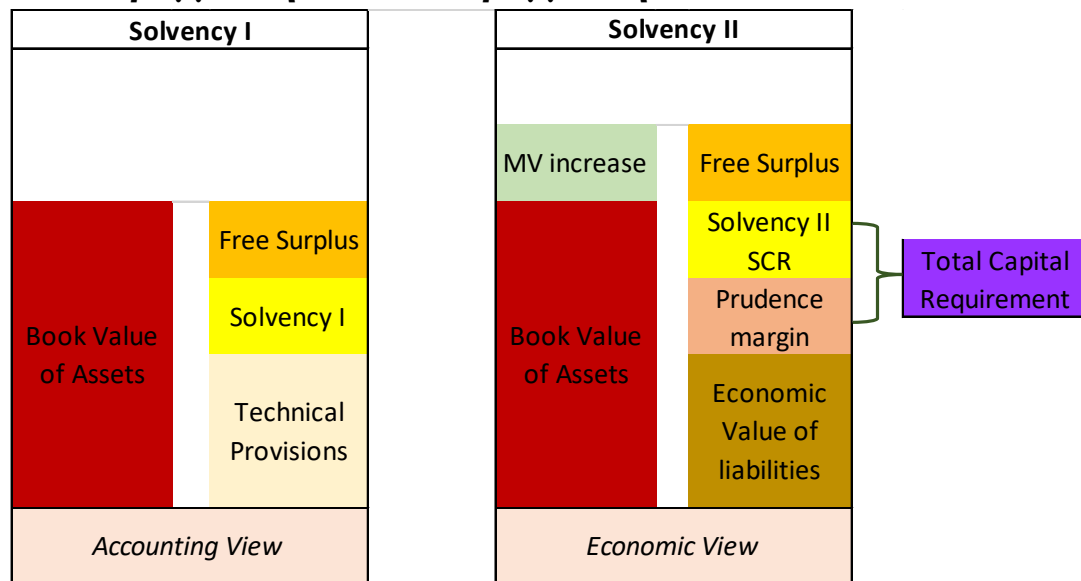 Solvency I
Solvency II
MV increase
Free Surplus
Free Surplus
Solvency II
SCR
Total Capital
Requirement
Solvency I
Prudence
margin
Book Value
of Assets
Book Value
of Assets
Technical
Provisions
Economic
Value of
liabilities
Accounting View
Economic View